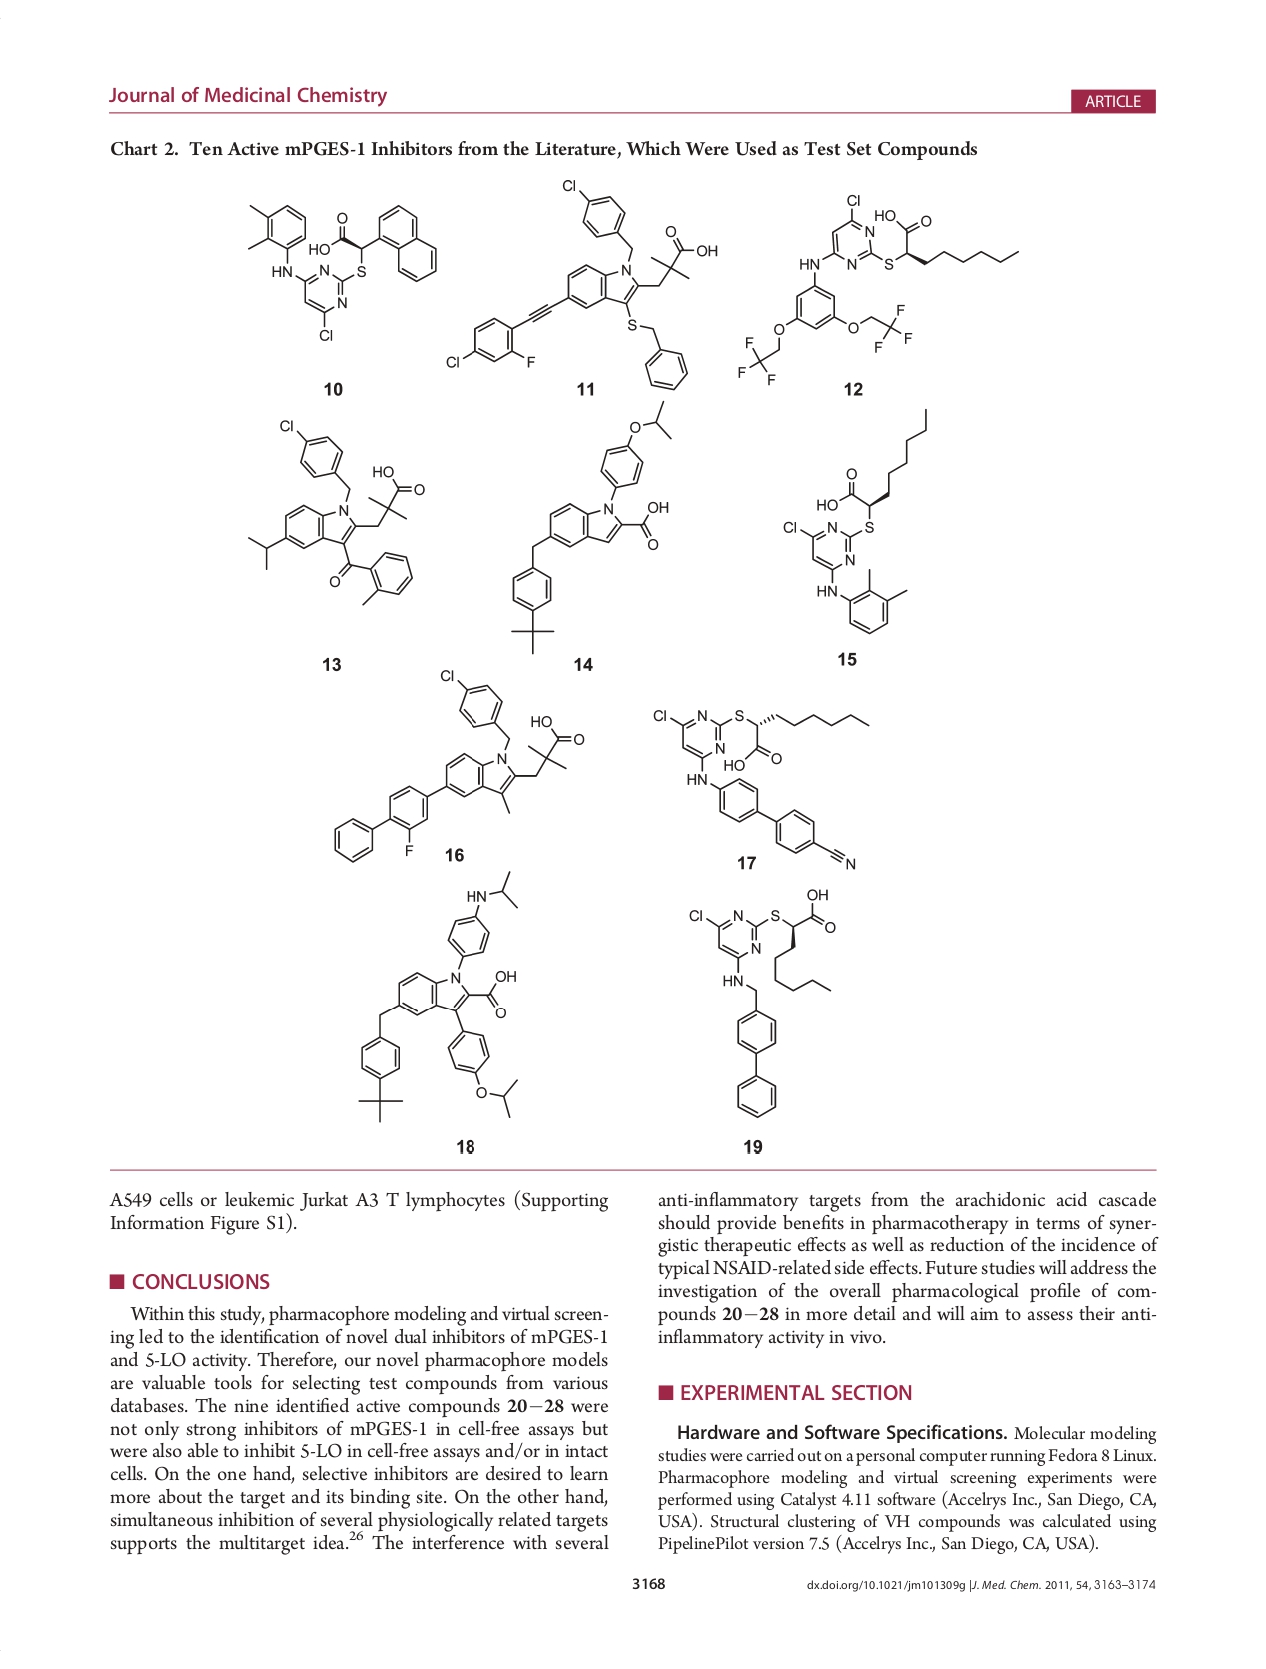 Journal of Medicinal Chemistry
ARTICLE
Chart 2. Ten Active mPGES-1 Inhibitors from the Literature, Which Were Used as Test Set Compounds
HN
N
N
Cl
HO
O
S
10
Cl
N
O
OH
S
Cl
F
11
Cl
N
N
HN
S
HO
O
O
O
F
F
F
F
F
F
12
Cl
N
HO
O
O
13
O
N
OH
O
14
O
HO
S
Cl
N
N
HN
15
Cl
N
HO
O
F
16
Cl
N
N
S
HO
O
HN
N
17
HN
N
OH
O
O
18
Cl
N
N
S
OH
O
HN
19
A549 cells or leukemic Jurkat A3 T lymphocytes (Supporting
Information Figure S1).
■ CONCLUSIONS
Within this study, pharmacophore modeling and virtual screen-
ing led to the identification of novel dual inhibitors of mPGES-1
and 5-LO activity. Therefore, our novel pharmacophore models
are valuable tools for selecting test compounds from various
databases. The nine identified active compounds 20−28 were
not only strong inhibitors of mPGES-1 in cell-free assays but
were also able to inhibit 5-LO in cell-free assays and/or in intact
cells. On the one hand, selective inhibitors are desired to learn
more about the target and its binding site. On the other hand,
simultaneous inhibition of several physiologically related targets
supports the multitarget idea.26 The interference with several
anti-inflammatory targets from the arachidonic acid cascade
should provide benefits in pharmacotherapy in terms of syner-
gistic therapeutic effects as well as reduction of the incidence of
typical NSAID-related side effects. Future studies will address the
investigation of the overall pharmacological profile of com-
pounds 20−28 in more detail and will aim to assess their anti-
inflammatory activity in vivo.
■ EXPERIMENTAL SECTION
Hardware and Software Specifications. Molecular modeling
studies were carried out on a personal computer running Fedora 8 Linux.
Pharmacophore modeling and virtual screening experiments were
performed using Catalyst 4.11 software (Accelrys Inc., San Diego, CA,
USA). Structural clustering of VH compounds was calculated using
PipelinePilot version 7.5 (Accelrys Inc., San Diego, CA, USA).
3168
dx.doi.org/10.1021/jm101309g |J. Med. Chem. 2011, 54, 3163–3174